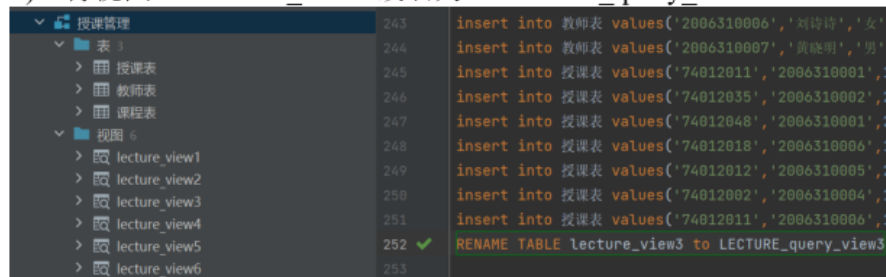 授课管理
表 3
授课表
教师表
课程表
视图 6
lecture_view1
lecture_view2
lecture_view3
lecture_view4
lecture_view5
lecture_view6
243 insert into 教师表 values('2006310006','刘诗诗','女'
244 insert into 教师表 values('2006310007','黄晓明','男'
245 insert into 授课表 values('74012011','2006310001',
246 insert into 授课表 values('74012035','2006310002',
247 insert into 授课表 values('74012048','2006310001',
248 insert into 授课表 values('74012018','2006310006',
249 insert into 授课表 values('74012012','2006310005',
250 insert into 授课表 values('74012002','2006310004',
251 insert into 授课表 values('74012011','2006310006',
252 RENAME TABLE lecture_view3 to LECTURE_query_view3
253